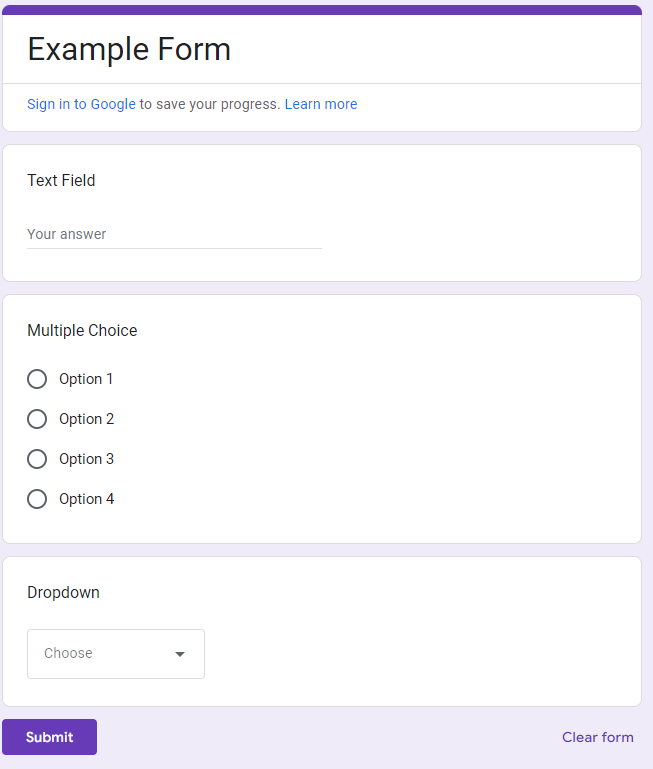 Example Form
Sign in to Google to save your progress. Learn more
Text Field
Your answer
Multiple Choice
Option 1
Option 2
Option 3
Option 4
Dropdown
Choose
Submit
Clear form